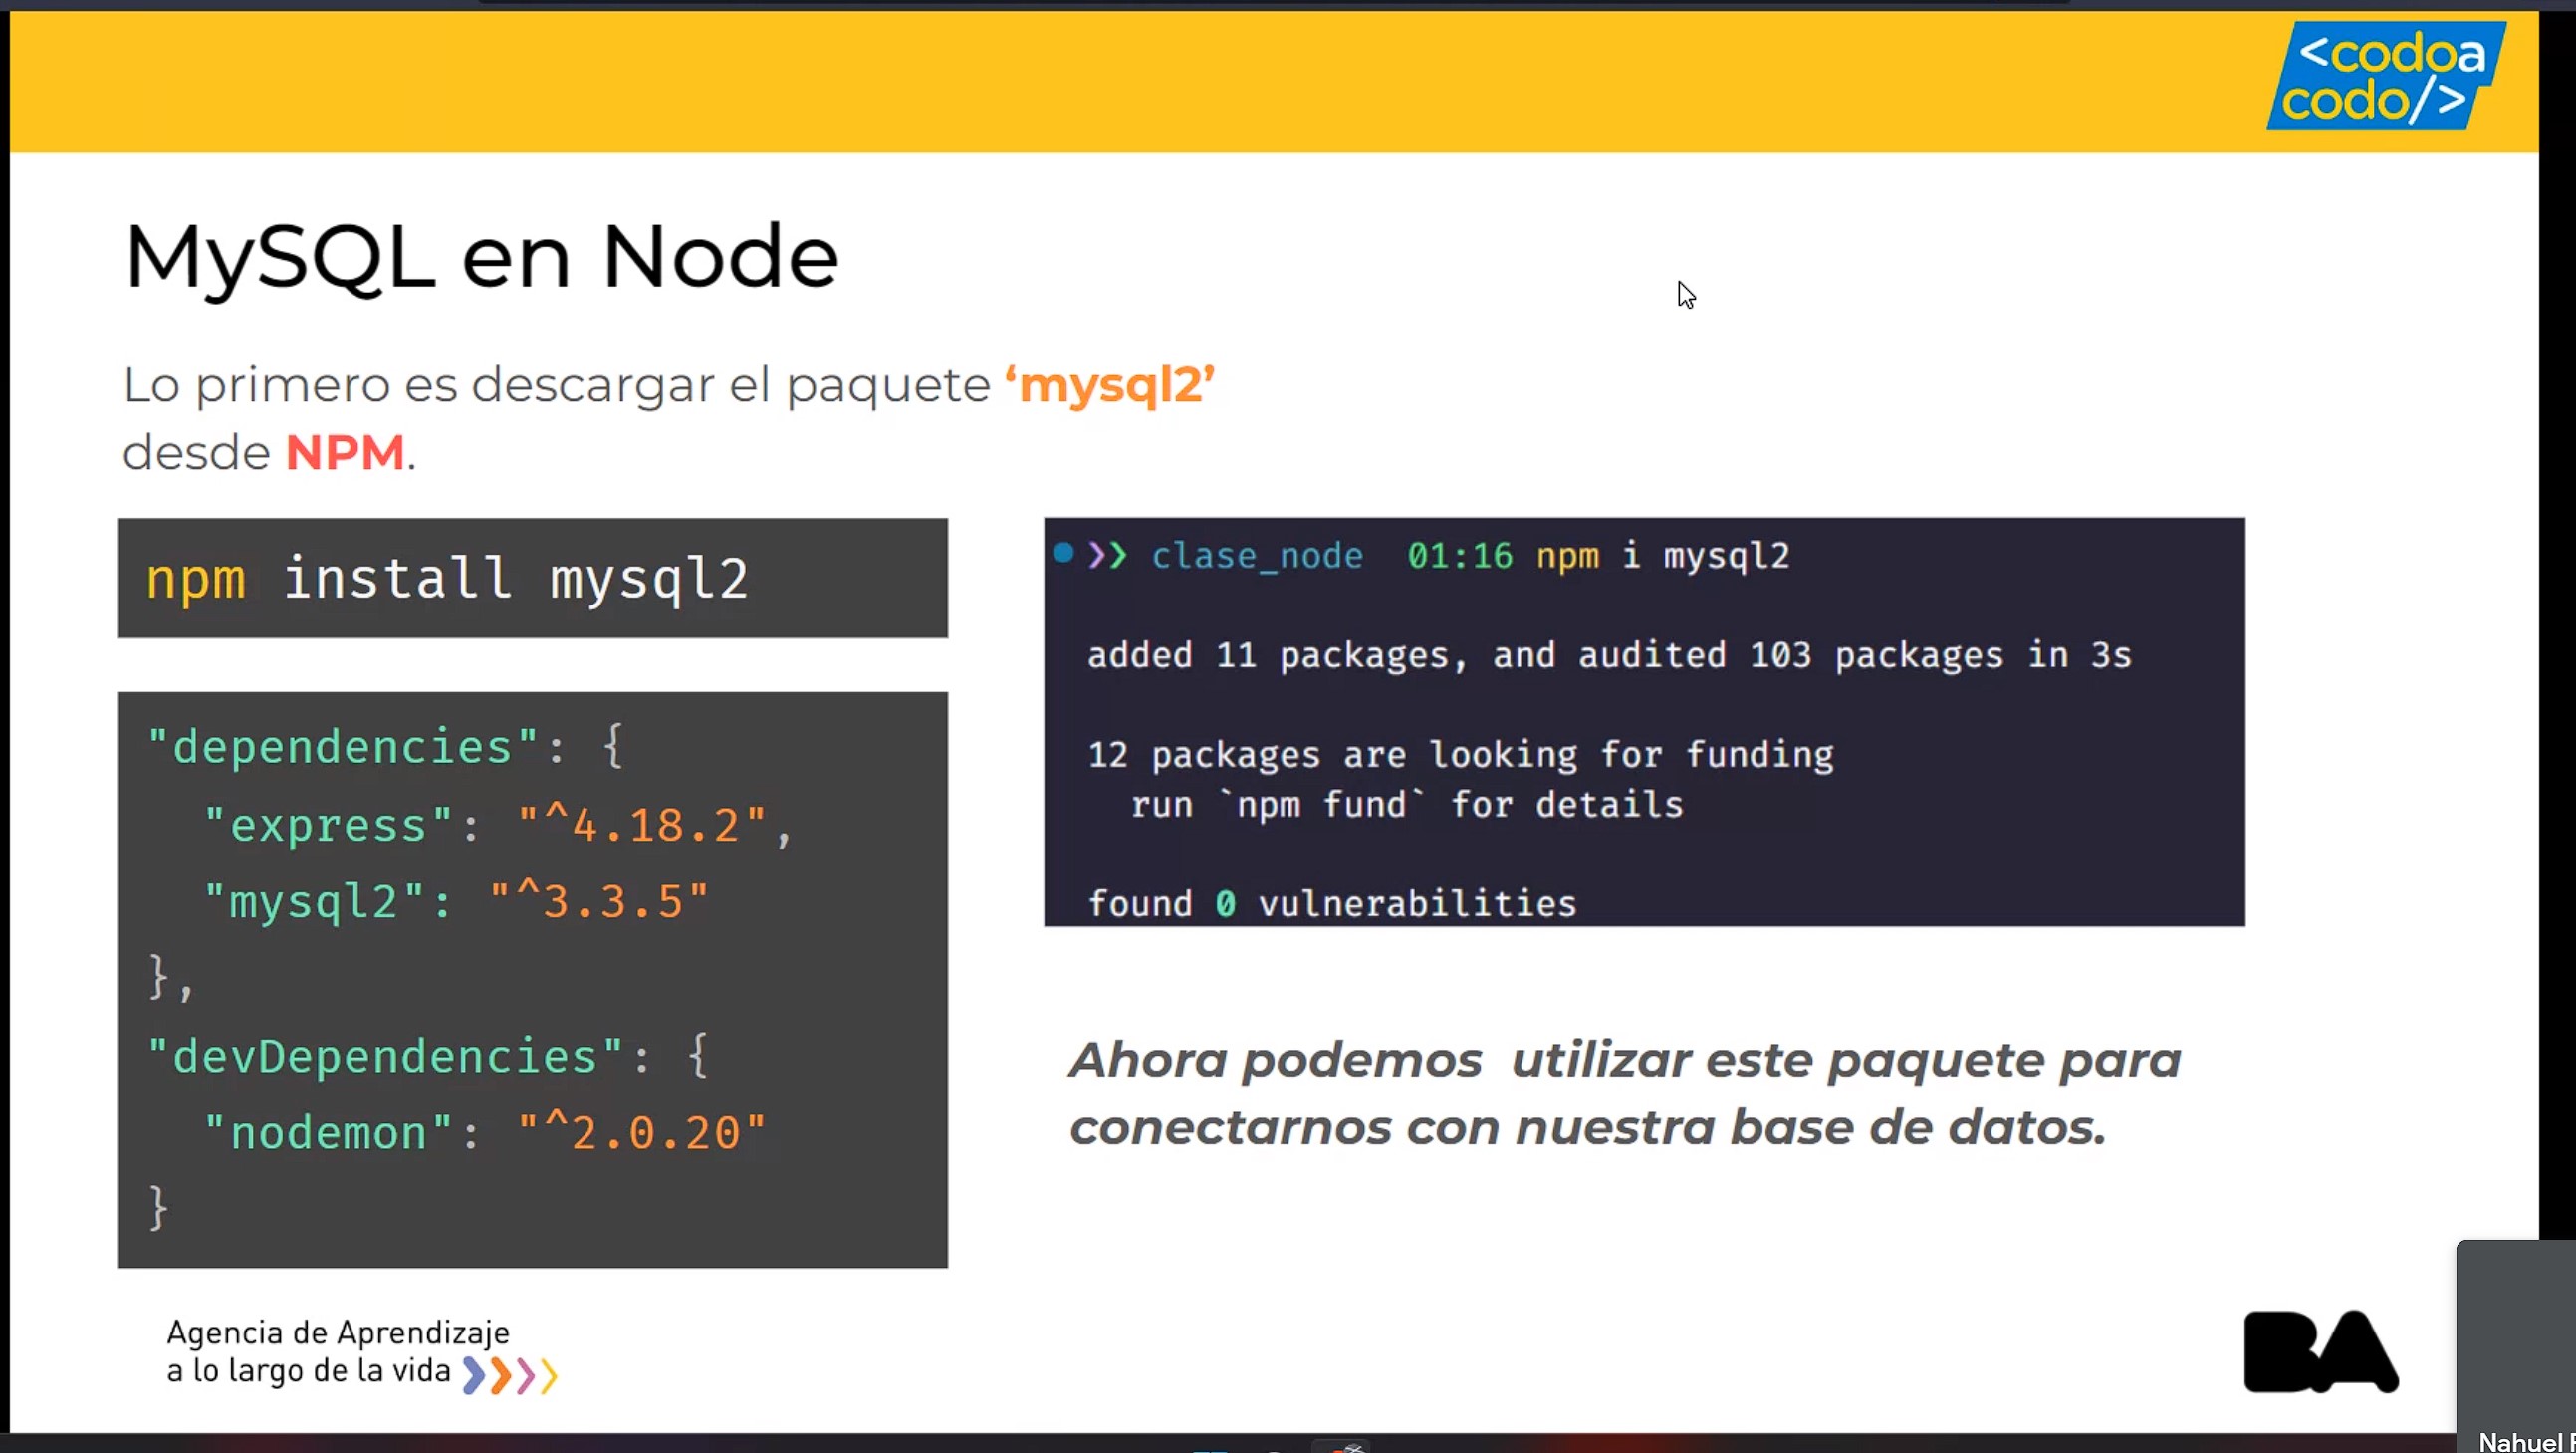 <codoa
codo/>
MySQL en Node
Lo primero es descargar el paquete ‘mysql2’
desde NPM.
npm install mysql2
"dependencies": {
"express": "^4.18.2",
"mysql2": "^3.3.5"
},
"devDependencies": {
"nodemon": "^2.0.20"
}
❯❯ clase_node 01:16 npm i mysql2
added 11 packages, and audited 103 packages in 3s
12 packages are looking for funding
run `npm fund` for details
found 0 vulnerabilities
Ahora podemos  utilizar este paquete para
conectarnos con nuestra base de datos.
Agencia de Aprendizaje
a lo largo de la vida
BA
Nahuel